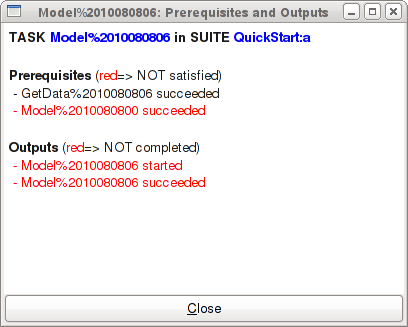 Model%2010080806: Prerequisites and Outputs
TASK Model%2010080806 in SUITE QuickStart:a
Prerequisites (red=> NOT satisfied)
- GetData%2010080806 succeeded
- Model%2010080800 succeeded
Outputs (red=> NOT completed)
- Model%2010080806 started
- Model%2010080806 succeeded
Close